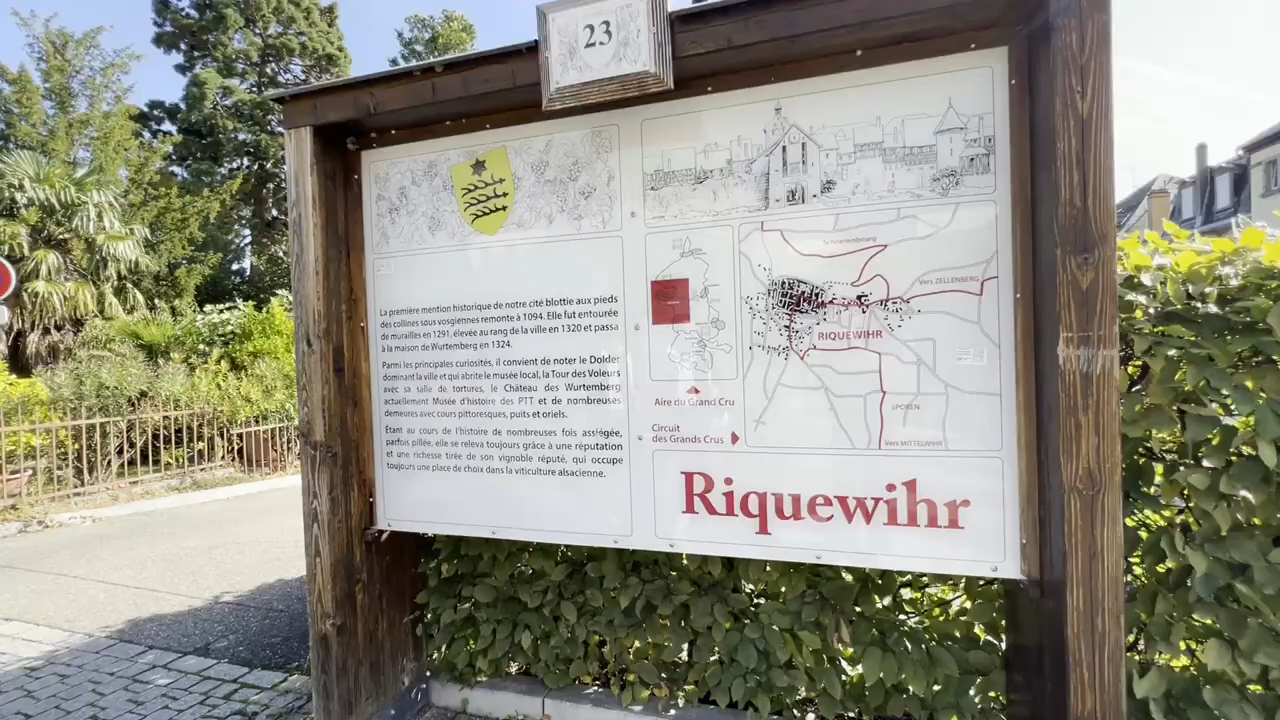 23
La première mention historique de notre cité blottie aux pieds
des collines sous vosgiennes remonte à 1094. Elle fut entourée
de murailles en 1291, élevée au rang de la ville en 1320 et passa
à la maison de Wurtemberg en 1324.
Parmi les principales curiosités, il convient de noter le Dolder
dominant la ville et qui abrite le musée local, la Tour des Voleurs
avec sa salle de tortures, le Château des Wurtemberg
actuellement Musée d'histoire des PTT et de nombreuses
demeures avec cours pittoresques, puits et oriels.
Étant au cours de l'histoire de nombreuses fois assiégée,
parfois pillée, elle se releva toujours grâce à une réputation
et une richesse tirée de son vignoble réputé, qui occupe
toujours une place de choix dans la viticulture alsacienne.
Aire du Grand Cru
Circuit
des Grands Crus
Schoenenbourg
Vers ZELLENBERG
RIQUEWIHR
SPOREN
Vers MITTELWIHR
Riquewihr